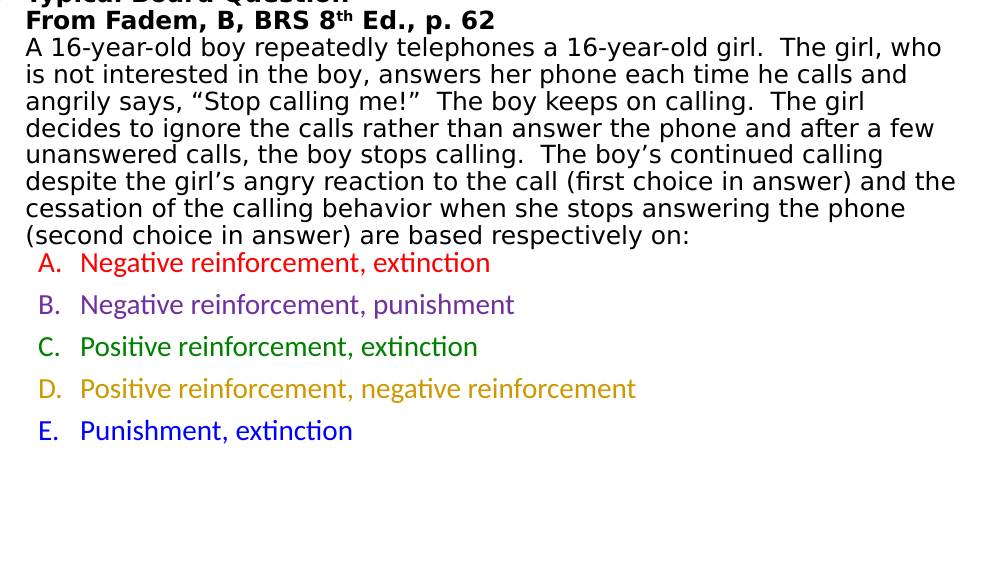 Typical Board Question
From Fadem, B, BRS 8th Ed., p. 62
A 16-year-old boy repeatedly telephones a 16-year-old girl.  The girl, who
is not interested in the boy, answers her phone each time he calls and
angrily says, “Stop calling me!”  The boy keeps on calling.  The girl
decides to ignore the calls rather than answer the phone and after a few
unanswered calls, the boy stops calling.  The boy’s continued calling
despite the girl’s angry reaction to the call (first choice in answer) and the
cessation of the calling behavior when she stops answering the phone
(second choice in answer) are based respectively on:
A. Negative reinforcement, extinction
B. Negative reinforcement, punishment
C. Positive reinforcement, extinction
D. Positive reinforcement, negative reinforcement
E. Punishment, extinction